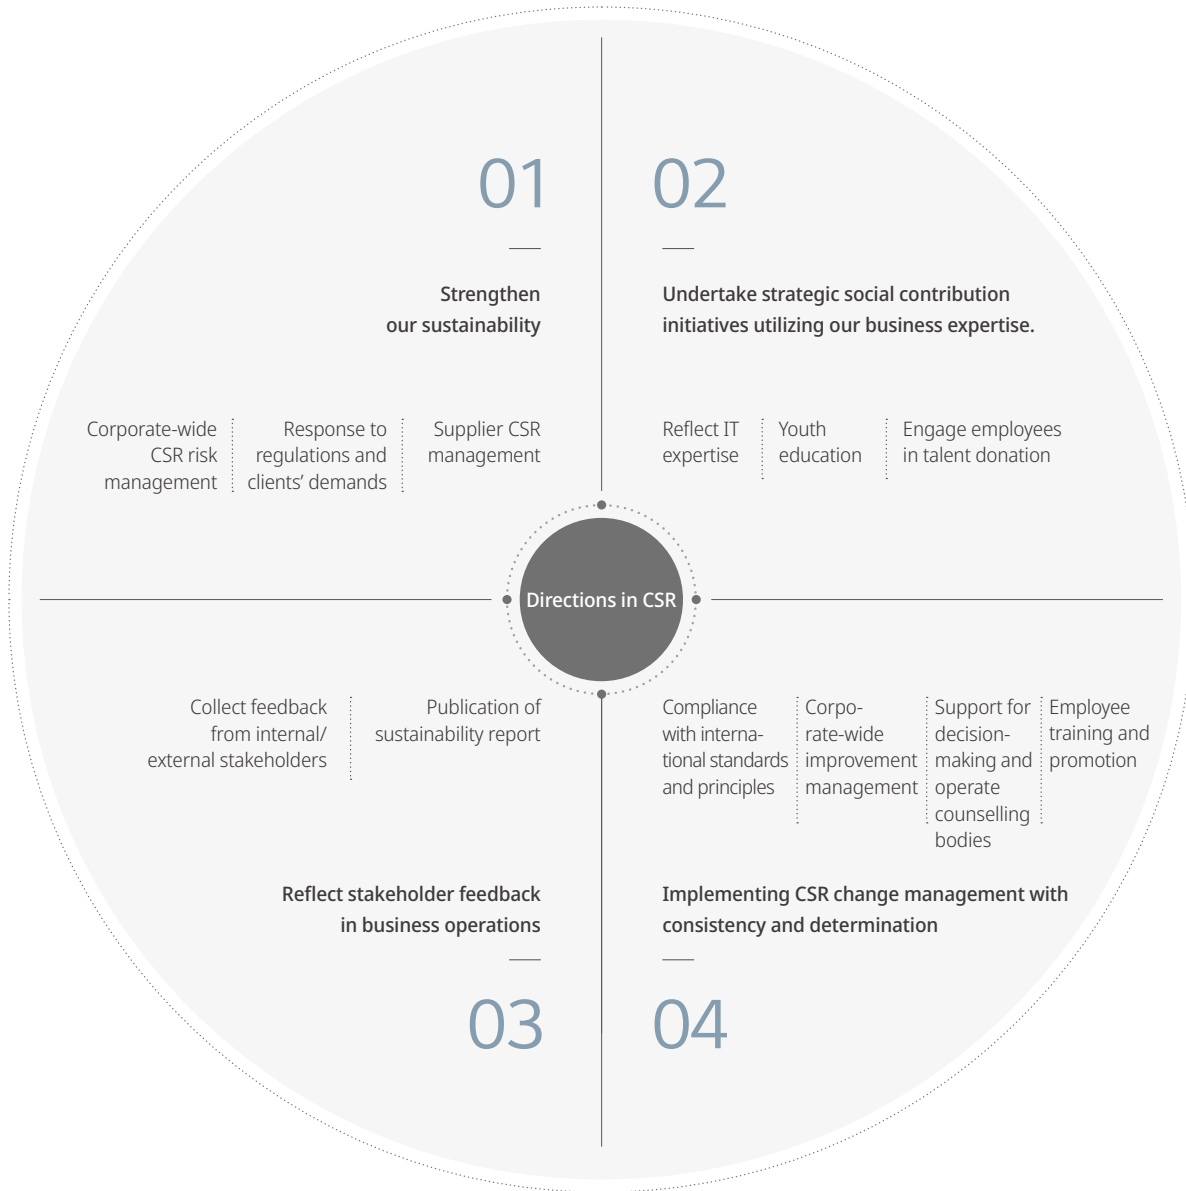 01
Strengthen
our sustainability
Corporate-wide
CSR risk
management
Response to
regulations and
clients’ demands
Supplier CSR
management
02
Undertake strategic social contribution
initiatives utilizing our business expertise.
Reflect IT
expertise
Youth
education
Engage employees
in talent donation
Directions in CSR
Collect feedback
from internal/
external stakeholders
Publication of
sustainability report
Reflect stakeholder feedback
in business operations
03
Compliance
with interna-
tional standards
and principles
Corpo-
rate-wide
improvement
management
Support for
decision-
making and
operate
counselling
bodies
Employee
training and
promotion
Implementing CSR change management with
consistency and determination
04